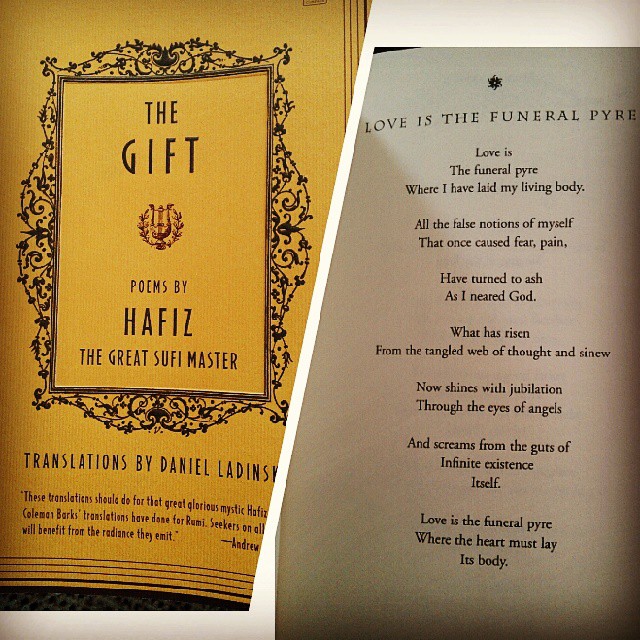 THE
GIFT
POEMS BY
HAFIZ
THE GREAT SUFI MASTER
TRANSLATIONS BY DANIEL LADINSK
"These translations should do for that great glorious mystic Hafiz
Coleman Barks' translations have done for Rumi. Seekers on all
will benefit from the radiance they emit."
—Andrew
LOVE IS THE FUNERAL PYRE
Love is
The funeral pyre
Where I have laid my living body.
All the false notions of myself
That once caused fear, pain,
Have turned to ash
As I neared God.
What has risen
From the tangled web of thought and sinew
Now shines with jubilation
Through the eyes of angels
And screams from the guts of
Infinite existence
Itself.
Love is the funeral pyre
Where the heart must lay
Its body.